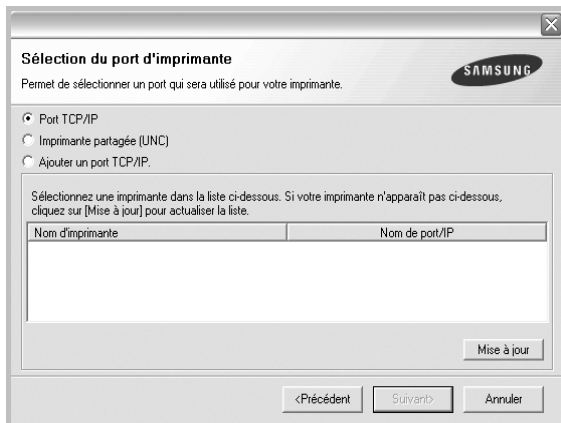 Sélection du port d'imprimante
Permet de sélectionner un port qui sera utilisé pour votre imprimante.
SAMSUNG
Port TCP/IP
Imprimante partagée (UNC)
Ajouter un port TCP/IP.
Sélectionnez une imprimante dans la liste ci-dessous. Si votre imprimante n'apparaît pas ci-dessous,
cliquez sur [Mise à jour] pour actualiser la liste.
Nom d'imprimante Nom de port/IP
Mise à jour
<Précédent Suivant> Annuler